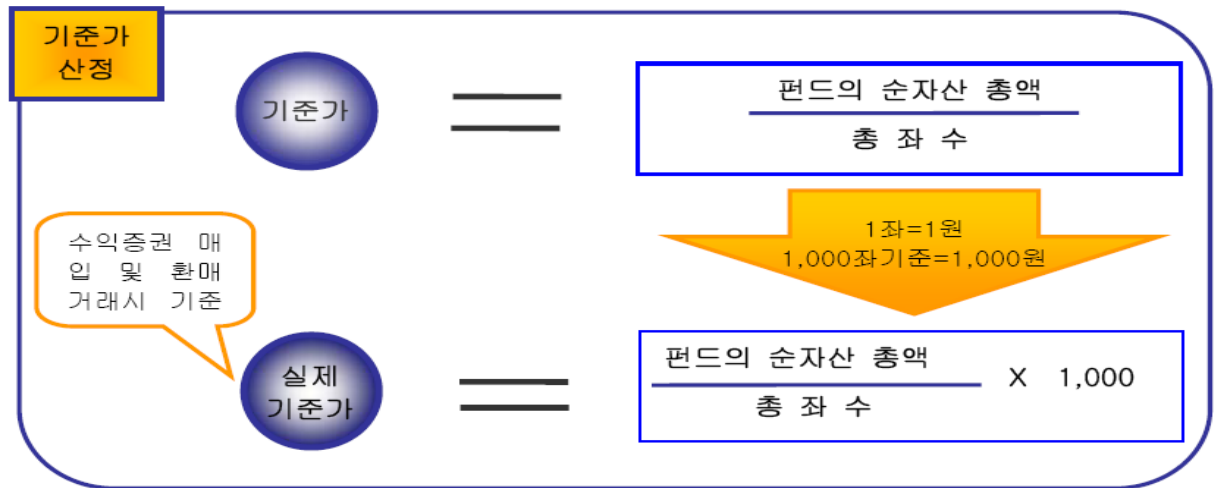 기준가
산정
기준가
펀드의 순자산 총액
총 좌 수
1좌=1원
1,000좌기준=1,000원
수익증권 매
입 및 환매
거래시 기준
실제
기준가
펀드의 순자산 총액
X 1,000
총 좌 수